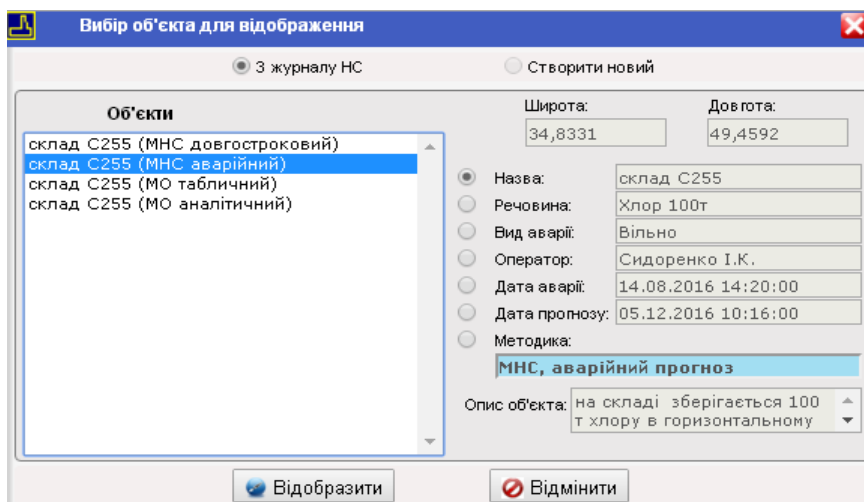 Вибір об'єкта для відображення
З журналу НС
Створити новий
Об'єкти
склад С255 (МНС довгостроковий)
склад С255 (МНС аварійний)
склад С255 (МО табличний)
склад С255 (МО аналітичний)
Широта: Довгота:
34,8331 49,4592
Назва: склад С255
Речовина: Хлор 100т
Вид аварії: Вільно
Оператор: Сидоренко І.К.
Дата аварії: 14.08.2016 14:20:00
Дата прогнозу: 05.12.2016 10:16:00
Методика:
МНС, аварійний прогноз
Опис об'єкта: на складі зберігається 100
т хлору в горизонтальному
Відобразити Відмінити